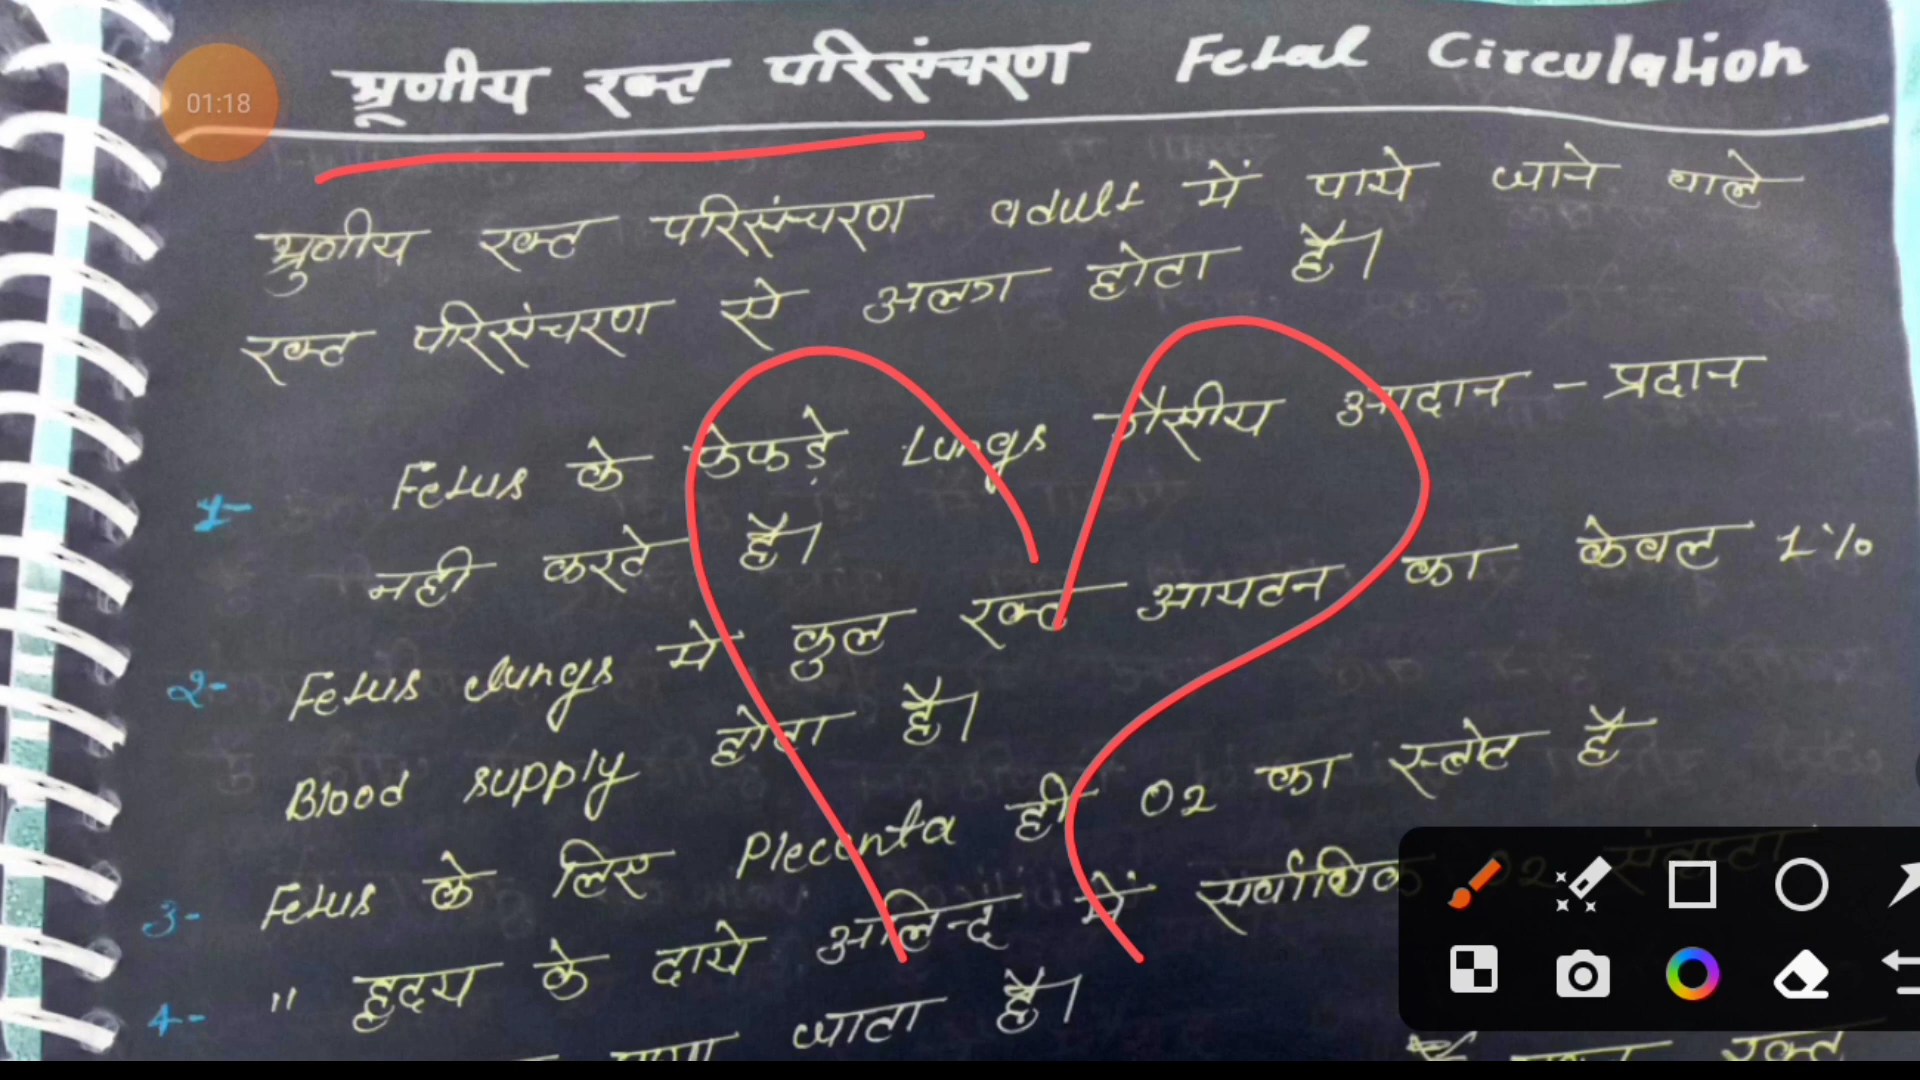 01:18
भ्रूणीय रक्त परिसंचरण Fetal Circulation
भ्रुणीय रक्त परिसंचरण adult में पाये जाने वाले
रक्त परिसंचरण से अलग होता है।
1- Fetus के फेफड़े Lungs गैसीय आदान - प्रदान
नही करते है।
2- Fetus lungs मे कुल रक्त आयतन का केवल 1%
Blood supply होता है।
3- Fetus के लिए Plecenta ही O2 का स्त्रोत है
4- " हृदय के दाये अलिन्द में सर्वाधिक O2
जाता है।
रक्त